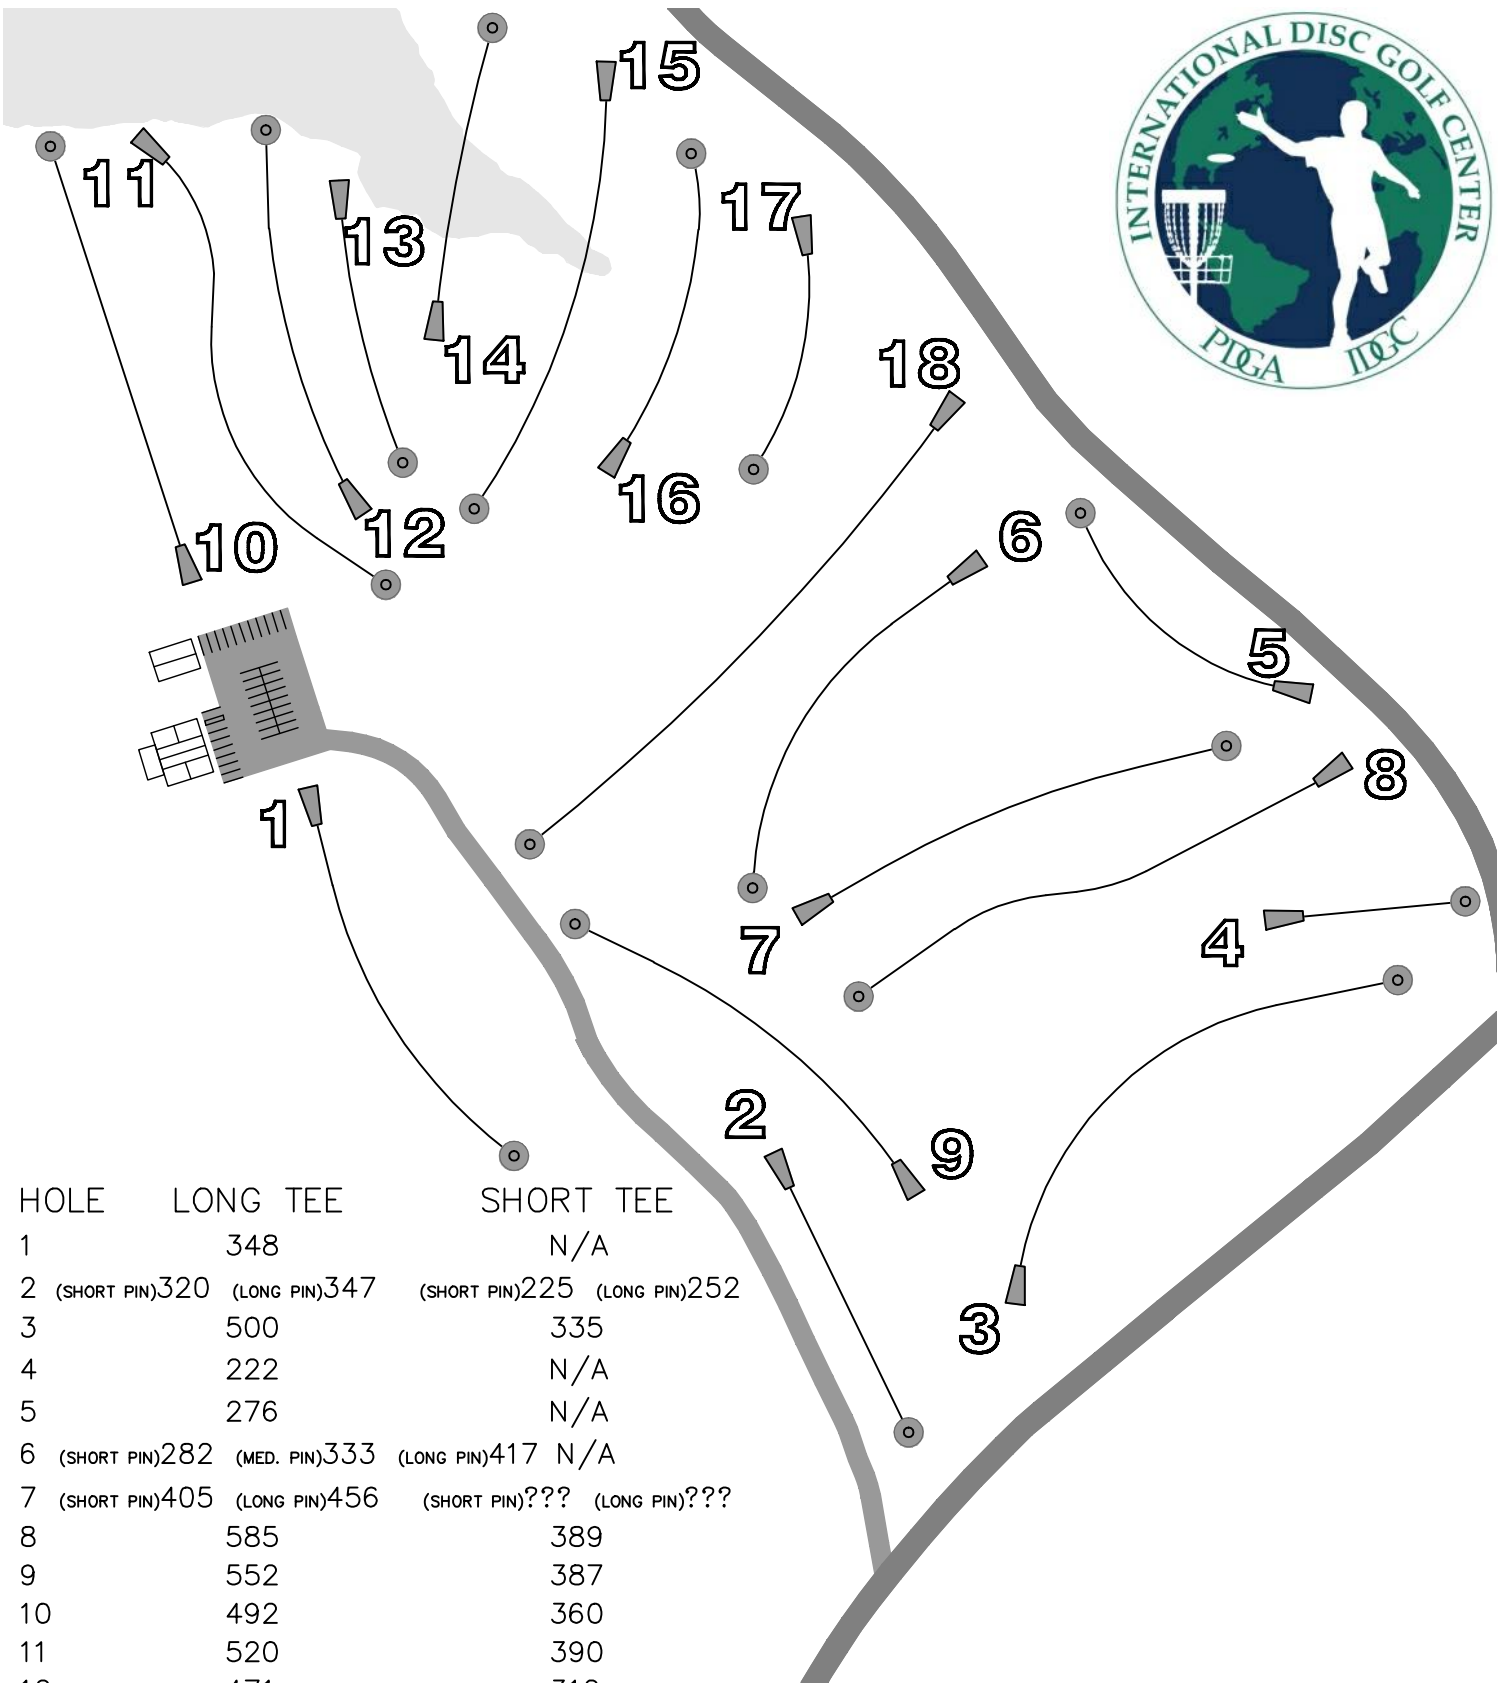 INTERNATIONAL DISC GOLF CENTER
PDGA IDGC
15
11
17
13
14
18
16
6
12
10
5
8
1
4
7
2
9
3
HOLE LONG TEE SHORT TEE
1 348 N/A
2 (SHORT PIN)320 (LONG PIN)347 (SHORT PIN)225 (LONG PIN)252
3 500 335
4 222 N/A
5 276 N/A
6 (SHORT PIN)282 (MED. PIN)333 (LONG PIN)417 N/A
7 (SHORT PIN)405 (LONG PIN)456 (SHORT PIN)??? (LONG PIN)???
8 585 389
9 552 387
10 492 360
11 520 390